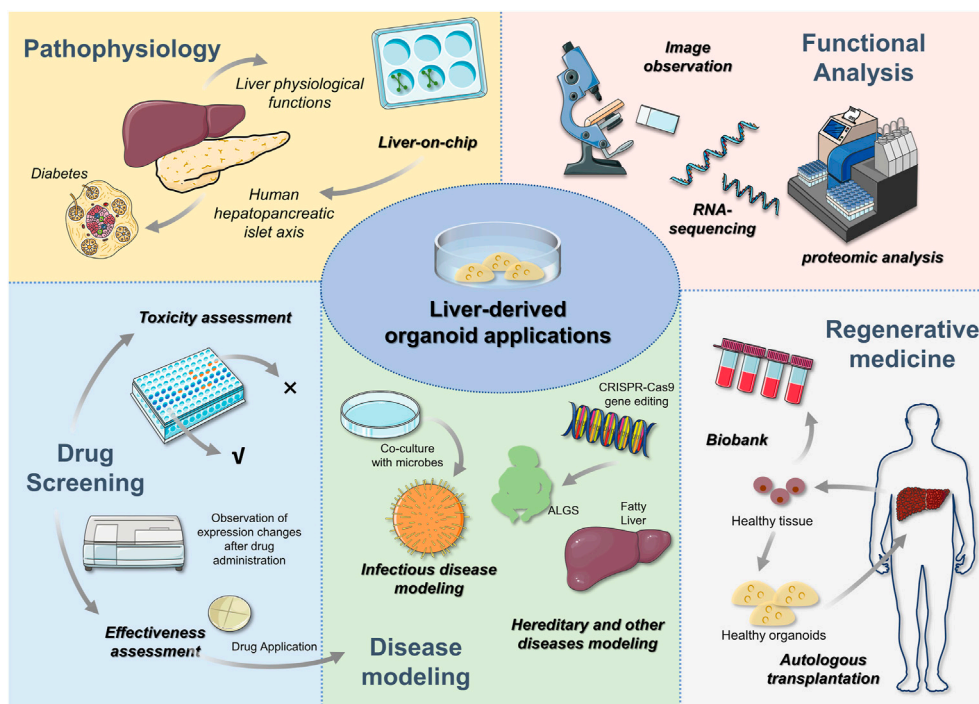 Pathophysiology
Liver physiological
functions
Liver-on-chip
Diabetes
Human
hepatopancreatic
islet axis
Functional
Analysis
Image
observation
RNA-
sequencing
proteomic analysis
Liver-derived
organoid applications
Drug
Screening
Toxicity assessment
×
√
Observation of
expression changes
after drug
administration
Effectiveness
assessment
Drug Application
Disease
modeling
Co-culture
with microbes
Infectious disease
modeling
CRISPR-Cas9
gene editing
ALGS
Fatty
Liver
Hereditary and other
diseases modeling
Regenerative
medicine
Biobank
Healthy tissue
Healthy organoids
Autologous
transplantation